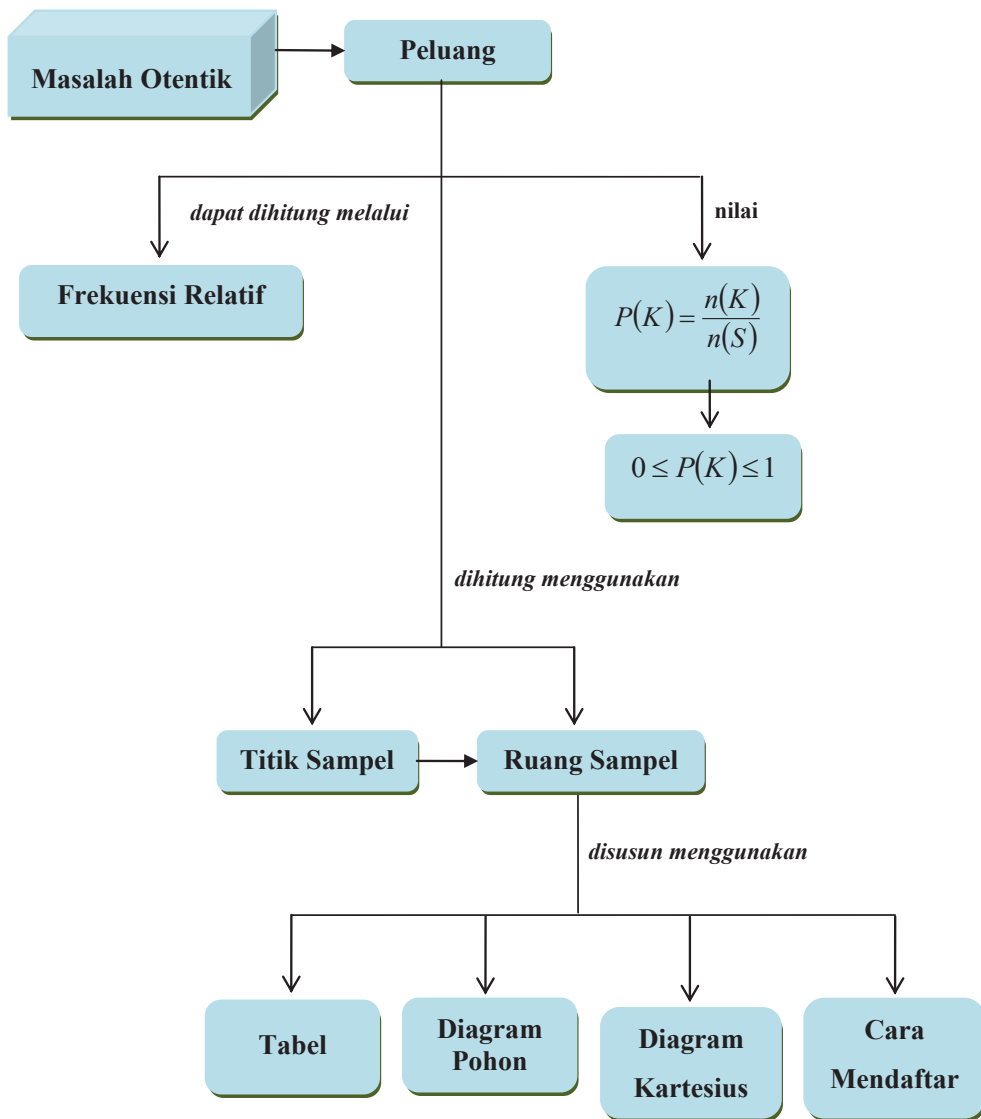 Masalah Otentik
Peluang
dapat dihitung melalui
nilai
Frekuensi Relatif
P(K) = n(K) / n(S)
0 ≤ P(K) ≤ 1
dihitung menggunakan
Titik Sampel
Ruang Sampel
disusun menggunakan
Tabel
Diagram
Pohon
Diagram
Kartesius
Cara
Mendaftar